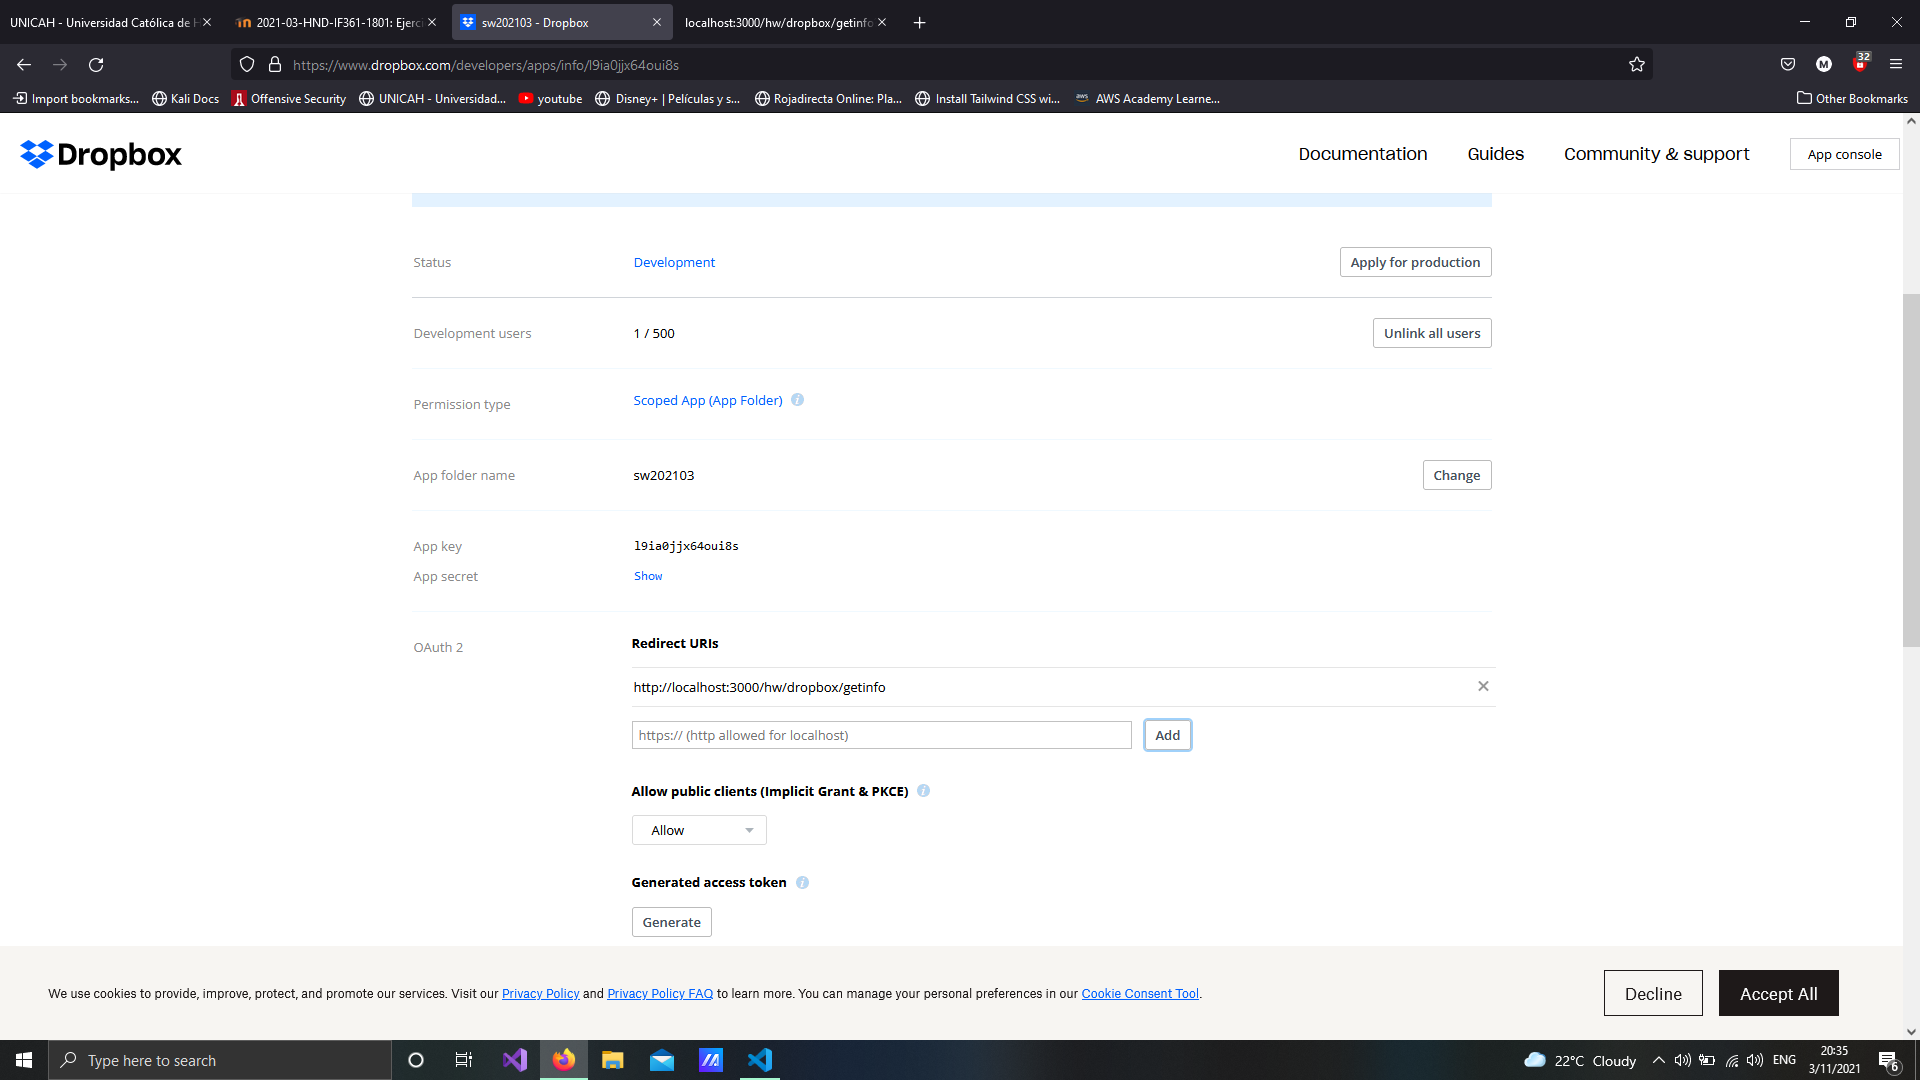 UNICAH - Universidad Católica de H
2021-03-HND-IF361-1801: Ejerci
sw202103 - Dropbox
localhost:3000/hw/dropbox/getinfo
https://www.dropbox.com/developers/apps/info/l9ia0jjx64oui8s
M
32
Import bookmarks...
Kali Docs
Offensive Security
UNICAH - Universidad...
youtube
Disney+ | Películas y s...
Rojadirecta Online: Pla...
Install Tailwind CSS wi...
aws
AWS Academy Learne...
Other Bookmarks
Dropbox
Documentation
Guides
Community & support
App console
Status
Development
Apply for production
Development users
1 / 500
Unlink all users
Permission type
Scoped App (App Folder)
App folder name
sw202103
Change
App key
l9ia0jjx64oui8s
App secret
Show
OAuth 2
Redirect URIs
http://localhost:3000/hw/dropbox/getinfo
https:// (http allowed for localhost)
Add
Allow public clients (Implicit Grant & PKCE)
Allow
Generated access token
Generate
We use cookies to provide, improve, protect, and promote our services. Visit our Privacy Policy and Privacy Policy FAQ to learn more. You can manage your personal preferences in our Cookie Consent Tool.
Decline
Accept All
Type here to search
22°C Cloudy
ENG
20:35
3/11/2021
6